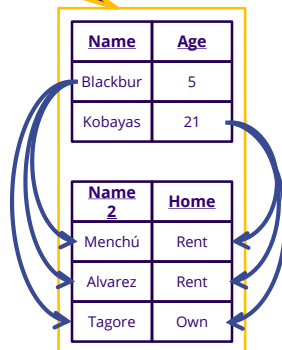 Name Age
Blackbur 5
Kobayas 21
Name
2 Home
Menchú Rent
Alvarez Rent
Tagore Own